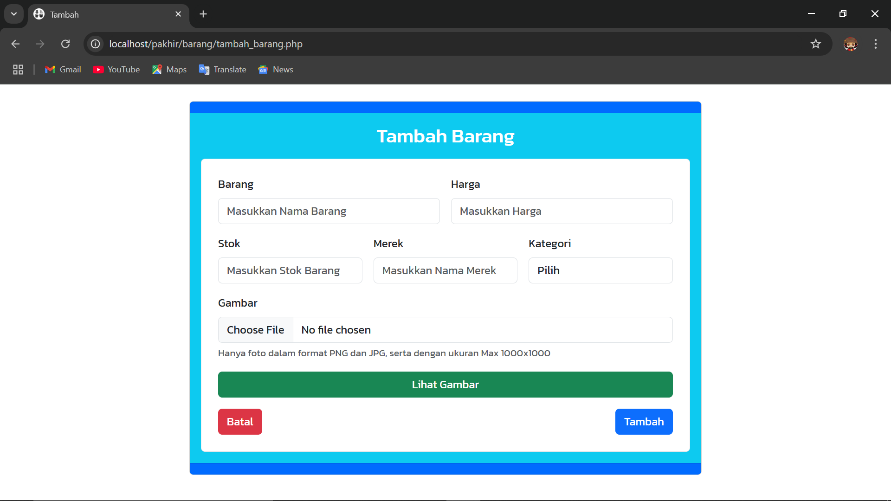 Tambah
localhost/pakhir/barang/tambah_barang.php
Gmail YouTube Maps Translate News
Tambah Barang
Barang Harga
Masukkan Nama Barang Masukkan Harga
Stok Merek Kategori
Masukkan Stok Barang Masukkan Nama Merek Pilih
Gambar
Choose File No file chosen
Hanya foto dalam format PNG dan JPG, serta dengan ukuran Max 1000x1000
Lihat Gambar
Batal Tambah